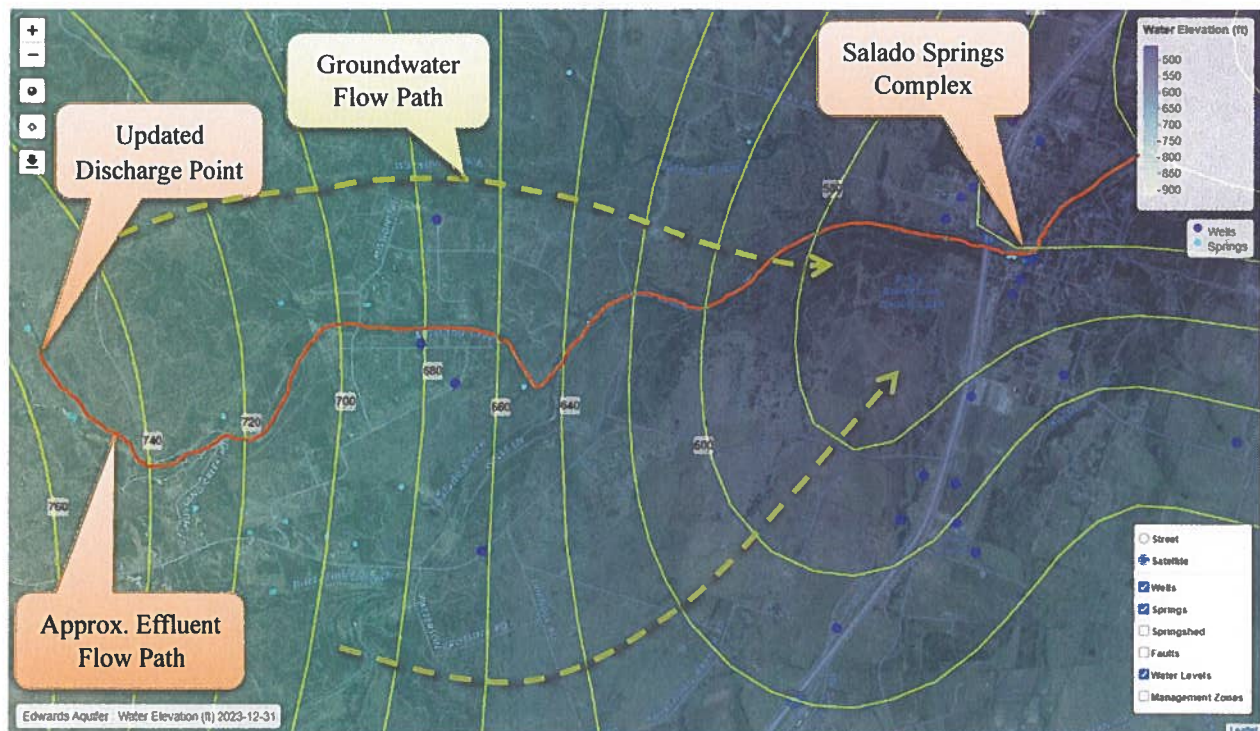 +
−
Updated
Discharge Point
Groundwater
Flow Path
Salado Springs
Complex
Water Elevation (ft)
500
550
600
650
700
750
800
850
900
Wells
Springs
580
600
640
660
680
700
720
740
760
Approx. Effluent
Flow Path
Street
Satellite
Wells
Springs
Springshed
Faults
Water Levels
Management Zones
Edwards Aquifer : Water Elevation (ft) 2023-12-31
Leaflet